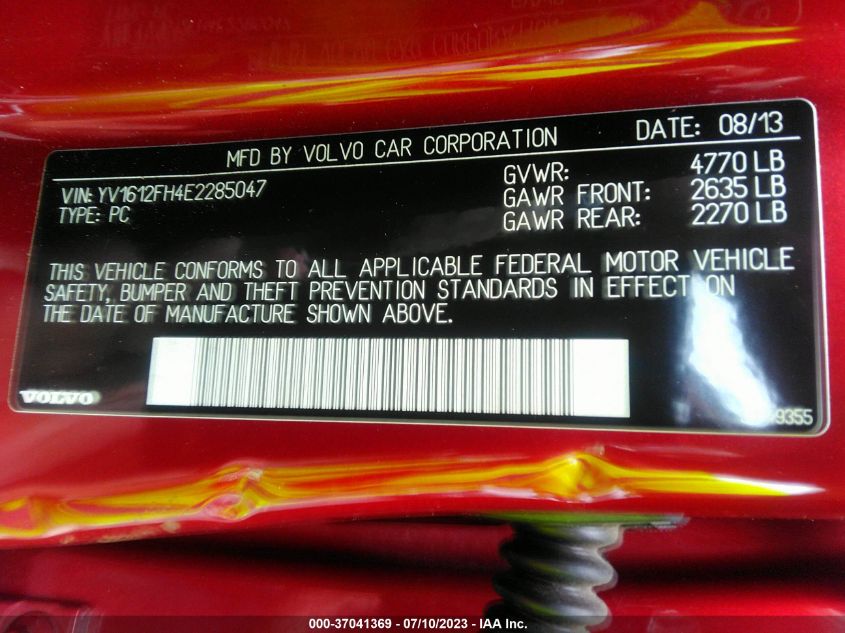 MFD BY VOLVO CAR CORPORATION DATE: 08/13
VIN: YV1612FH4E2285047 GVWR: 4770 LB
TYPE: PC GAWR FRONT: 2635 LB
GAWR REAR: 2270 LB
THIS VEHICLE CONFORMS TO ALL APPLICABLE FEDERAL MOTOR VEHICLE
SAFETY, BUMPER AND THEFT PREVENTION STANDARDS IN EFFECT ON
THE DATE OF MANUFACTURE SHOWN ABOVE.
VOLVO
000-37041369 - 07/10/2023 - IAA Inc.